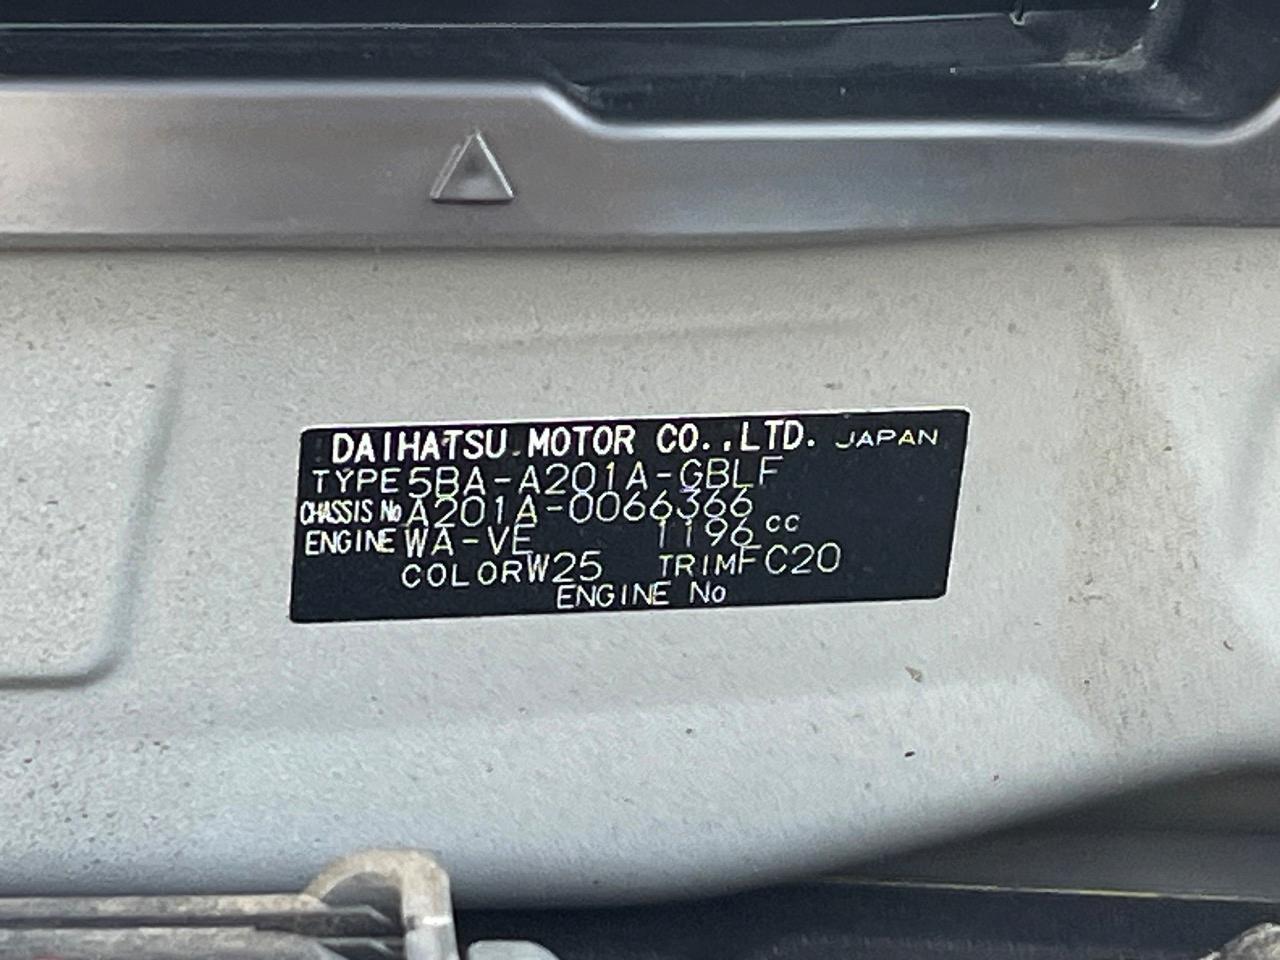 DAIHATSU MOTOR CO.,LTD. JAPAN
TYPE 5BA-A201A-GBLF
CHASSIS No A201A-0066366
ENGINE WA-VE 1196 cc
COLOR W25 TRIM FC20
ENGINE No